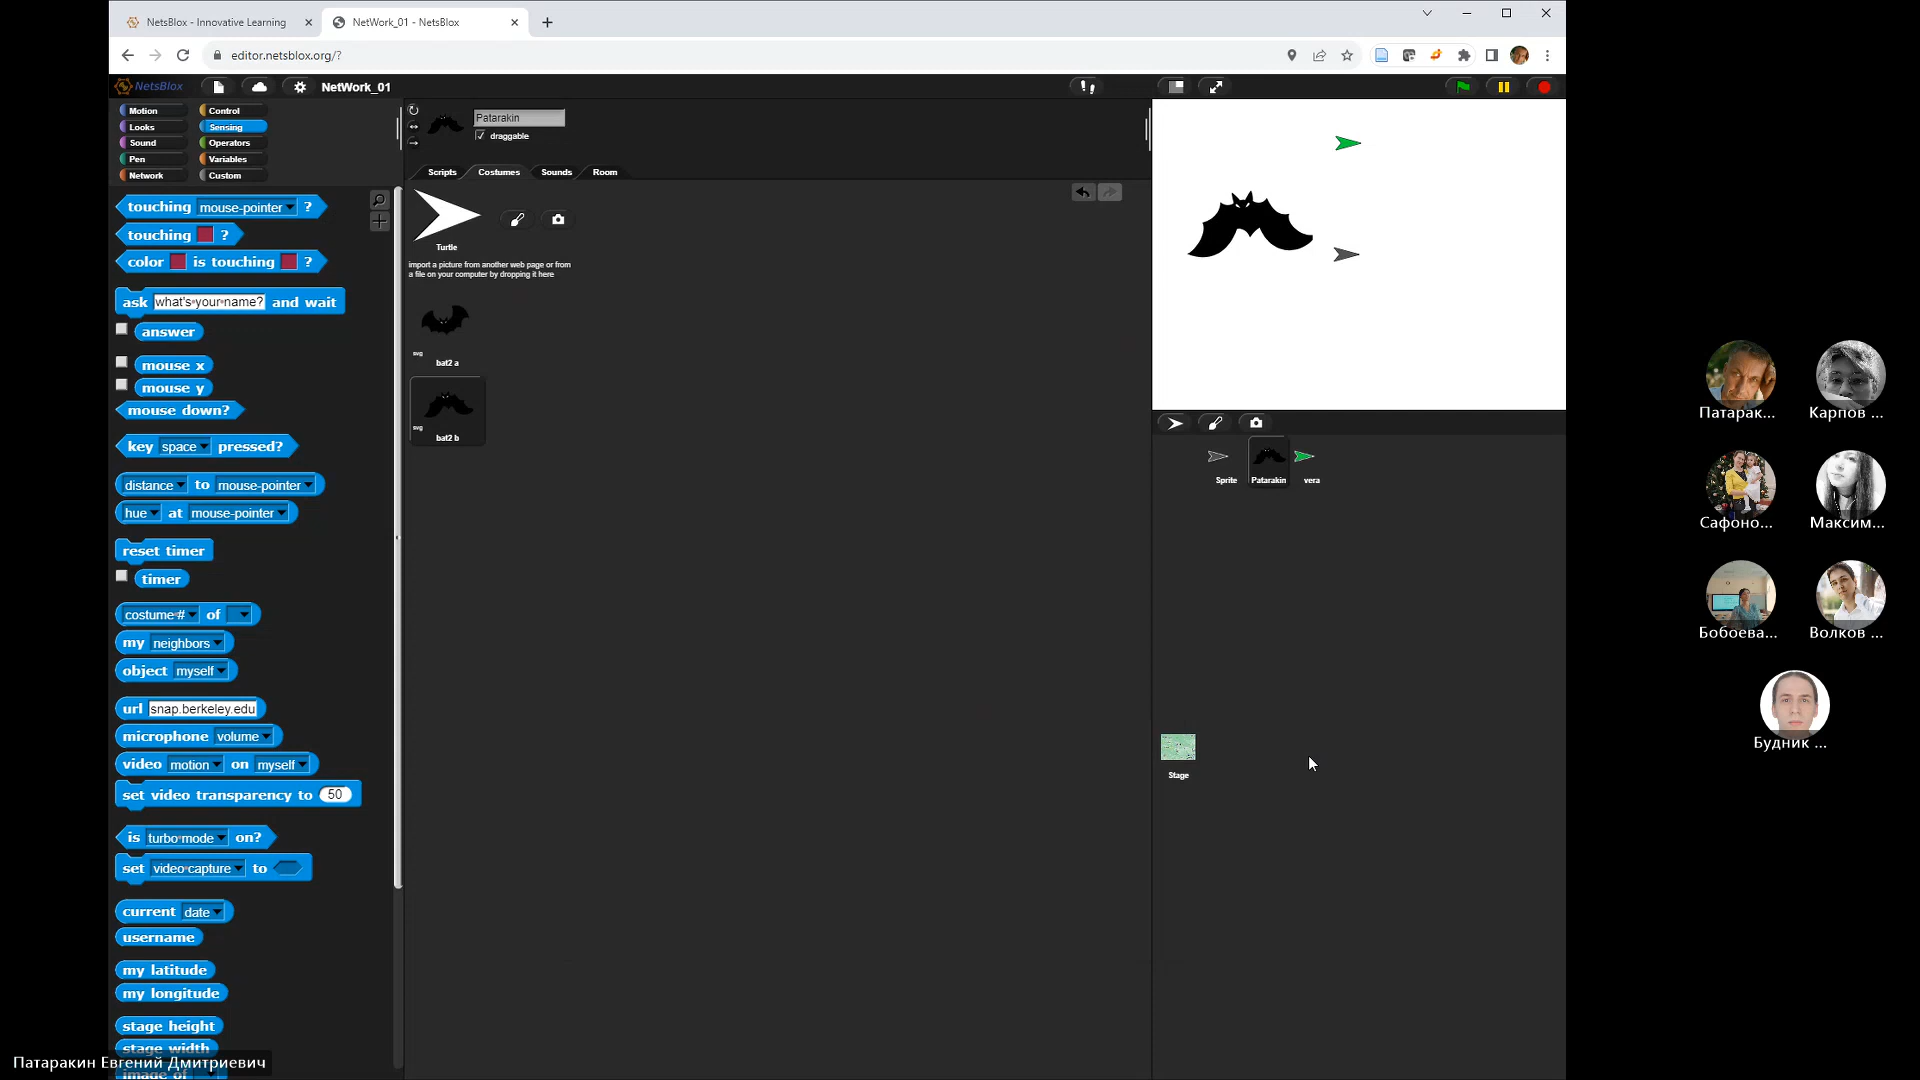 NetsBlox - Innovative Learning
NetWork_01 - NetsBlox
editor.netsblox.org/?
NetsBlox
NetWork_01
Motion
Control
Looks
Sensing
Sound
Operators
Pen
Variables
Network
Custom
Patarakin
draggable
Scripts
Costumes
Sounds
Room
touching mouse-pointer ?
touching ?
color is touching ?
ask what's your name? and wait
answer
mouse x
mouse y
mouse down?
key space pressed?
distance to mouse-pointer
hue at mouse-pointer
reset timer
timer
costume # of
my neighbors
object myself
url snap.berkeley.edu
microphone volume
video motion on myself
set video transparency to 50
is turbo mode on?
set video capture to
current date
username
my latitude
my longitude
stage height
stage width
image of
Turtle
import a picture from another web page or from
a file on your computer by dropping it here
svg
bat2 a
svg
bat2 b
Sprite
Patarakin
vera
Stage
Патарак...
Карпов ...
Сафоно...
Максим...
Бобоева...
Волков ...
Будник ...
Патаракин Евгений Дмитриевич